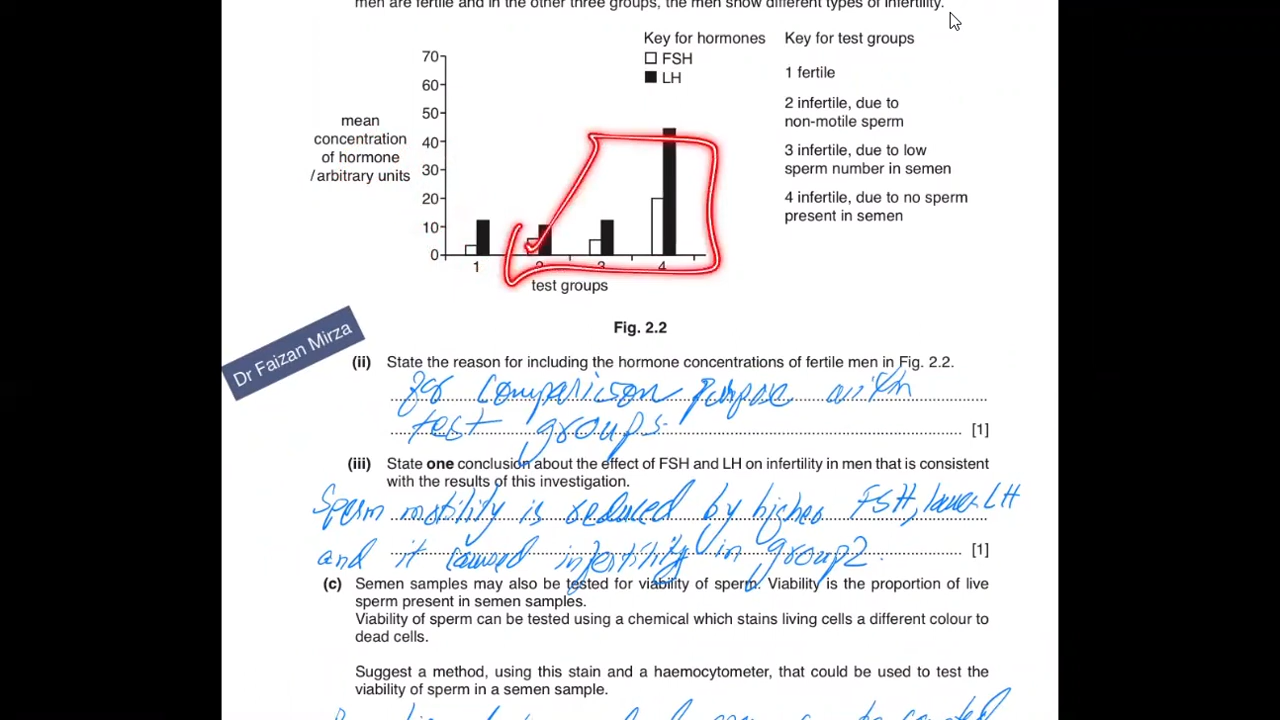 men are fertile and in the other three groups, the men show different types of infertility.
Key for hormones
FSH
LH
Key for test groups
1 fertile
2 infertile, due to
non-motile sperm
3 infertile, due to low
sperm number in semen
4 infertile, due to no sperm
present in semen
mean
concentration
of hormone
/ arbitrary units
70
60
50
40
30
20
10
0
1 2 3 4
test groups
Fig. 2.2
Dr Faizan Mirza
(ii) State the reason for including the hormone concentrations of fertile men in Fig. 2.2.
for comparison purpose with
test groups. [1]
(iii) State one conclusion about the effect of FSH and LH on infertility in men that is consistent
with the results of this investigation.
Sperm motility is reduced by higher FSH, lower LH
and it caused infertility in group 2. [1]
(c) Semen samples may also be tested for viability of sperm. Viability is the proportion of live
sperm present in semen samples.
Viability of sperm can be tested using a chemical which stains living cells a different colour to
dead cells.
Suggest a method, using this stain and a haemocytometer, that could be used to test the
viability of sperm in a semen sample.